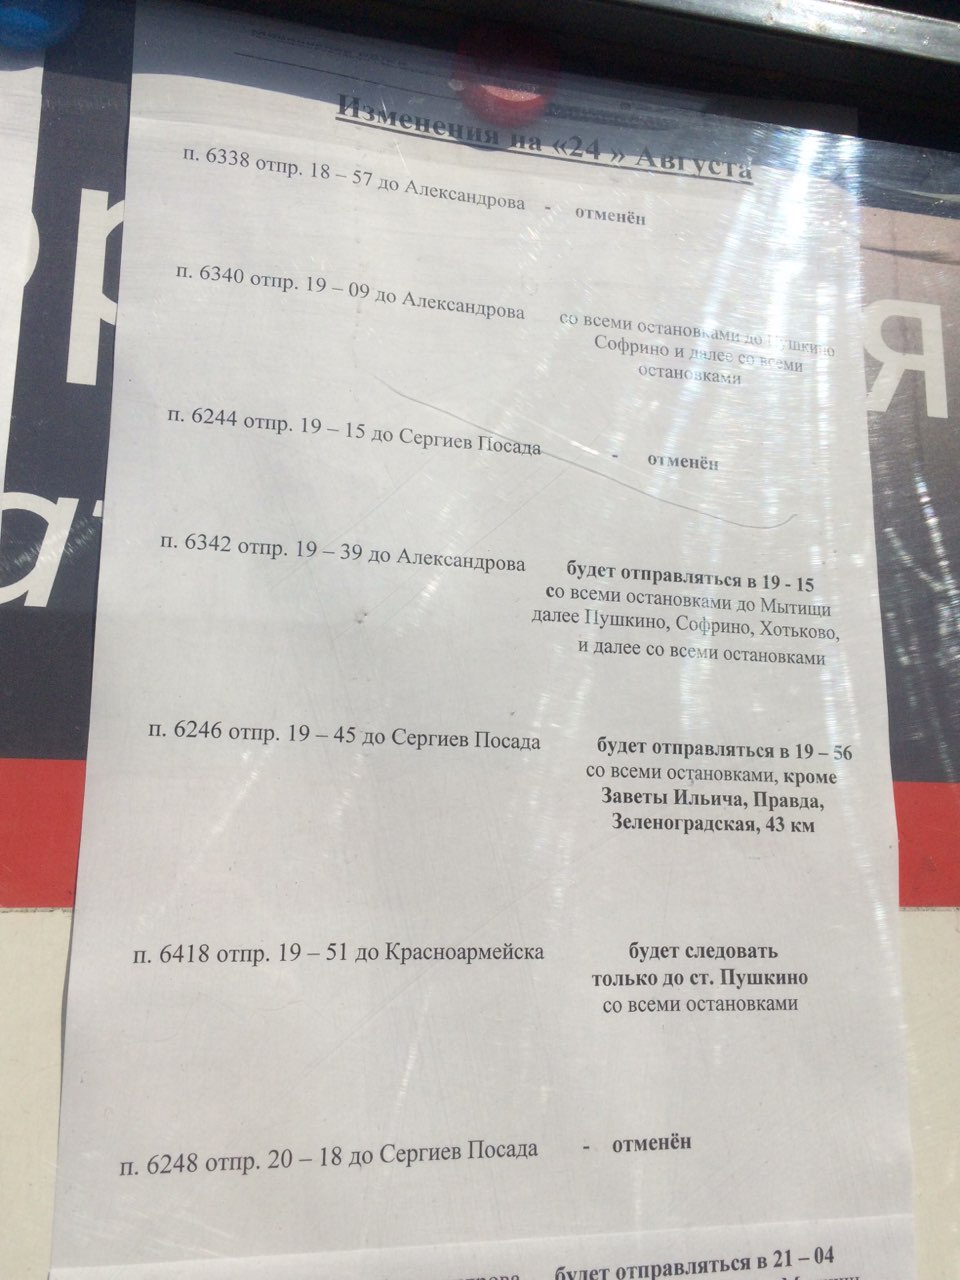 Изменения на «24 » Августа
п. 6338 отпр. 18 – 57 до Александрова - отменён
п. 6340 отпр. 19 – 09 до Александрова со всеми остановками до Пушкино
Софрино и далее со всеми
остановками
п. 6244 отпр. 19 – 15 до Сергиев Посада - отменён
п. 6342 отпр. 19 – 39 до Александрова будет отправляться в 19 - 15
со всеми остановками до Мытищи
далее Пушкино, Софрино, Хотьково,
и далее со всеми остановками
п. 6246 отпр. 19 – 45 до Сергиев Посада будет отправляться в 19 – 56
со всеми остановками, кроме
Заветы Ильича, Правда,
Зеленоградская, 43 км
п. 6418 отпр. 19 – 51 до Красноармейска будет следовать
только до ст. Пушкино
со всеми остановками
п. 6248 отпр. 20 – 18 до Сергиев Посада - отменён
будет отправляться в 21 – 04